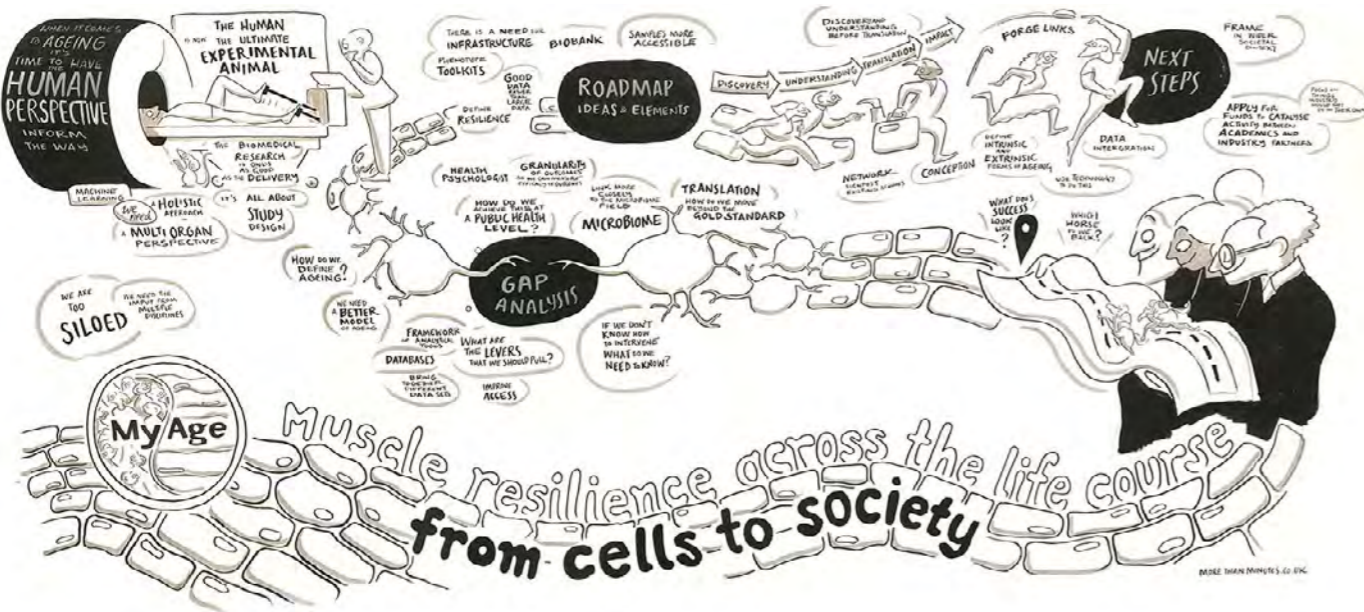 WHEN IT COMES
TO AGEING
IT'S
TIME TO HAVE
THE
HUMAN
PERSPECTIVE
INFORM
THE WAY
THE HUMAN
IS NOW THE ULTIMATE
EXPERIMENTAL
ANIMAL
THE BIOMEDICAL
RESEARCH
IS ONLY
AS GOOD
AS THE DELIVERY
MACHINE
LEARNING
WE
NEED
A HOLISTIC
APPROACH
A MULTI ORGAN
PERSPECTIVE
IT'S ALL ABOUT
STUDY
DESIGN
WE ARE
TOO
SILOED
WE NEED THE
INPUT FROM
MULTIPLE
DISCIPLINES
THERE IS A NEED FOR
INFRASTRUCTURE
BIOBANK
SAMPLES MORE
ACCESSIBLE
TOOLKITS
GOOD
DATA
RATHER
THAN
LARGE
DATA
DEFINE
RESILIENCE
ROADMAP
IDEAS & ELEMENTS
DISCOVERY AND
UNDERSTANDING
BEFORE TRANSLATION
DISCOVERY
UNDERSTANDING
TRANSLATION
IMPACT
NETWORK
CONCEPTION
FORGE LINKS
DEFINE
INTRINSIC
AND
EXTRINSIC
FORMS OF AGEING
DATA
INTERGRATION
USE TECHNOLOGY
TO DO THIS
NEXT
STEPS
FRAME
IN WIDER
SOCIETAL
CONTEXT
APPLY FOR
FUNDS TO CATALYSE
ACTIVITY BETWEEN
ACADEMICS AND
INDUSTRY PARTNERS
HEALTH
PSYCHOLOGIST
GRANULARITY
OF OUTCOMES
HOW DO WE
ACHIEVE THIS AT
A PUBLIC HEALTH
LEVEL?
LINK MORE
CLOSELY
TO THE MICROBIOME
FIELD
MICROBIOME
TRANSLATION
HOW DO WE MOVE
BEYOND THE
GOLD STANDARD
HOW DO WE
DEFINE
AGEING?
WE NEED
A BETTER
MODEL
OF AGEING
GAP
ANALYSIS
FRAMEWORK
OF ANALYTICAL
TOOLS
DATABASES
BRING
TOGETHER
DIFFERENT
DATA SETS
WHAT ARE
THE LEVERS
THAT WE SHOULD PULL?
IMPROVE
ACCESS
IF WE DON'T
KNOW HOW
TO INTERVENE
WHAT DO WE
NEED TO KNOW?
WHAT DOES
SUCCESS
LOOK
LIKE
?
WHICH
HORSE
DO WE
BACK?
My Age
Muscle resilience across the life course
from cells to society
MORE THAN MINUTES.CO.UK